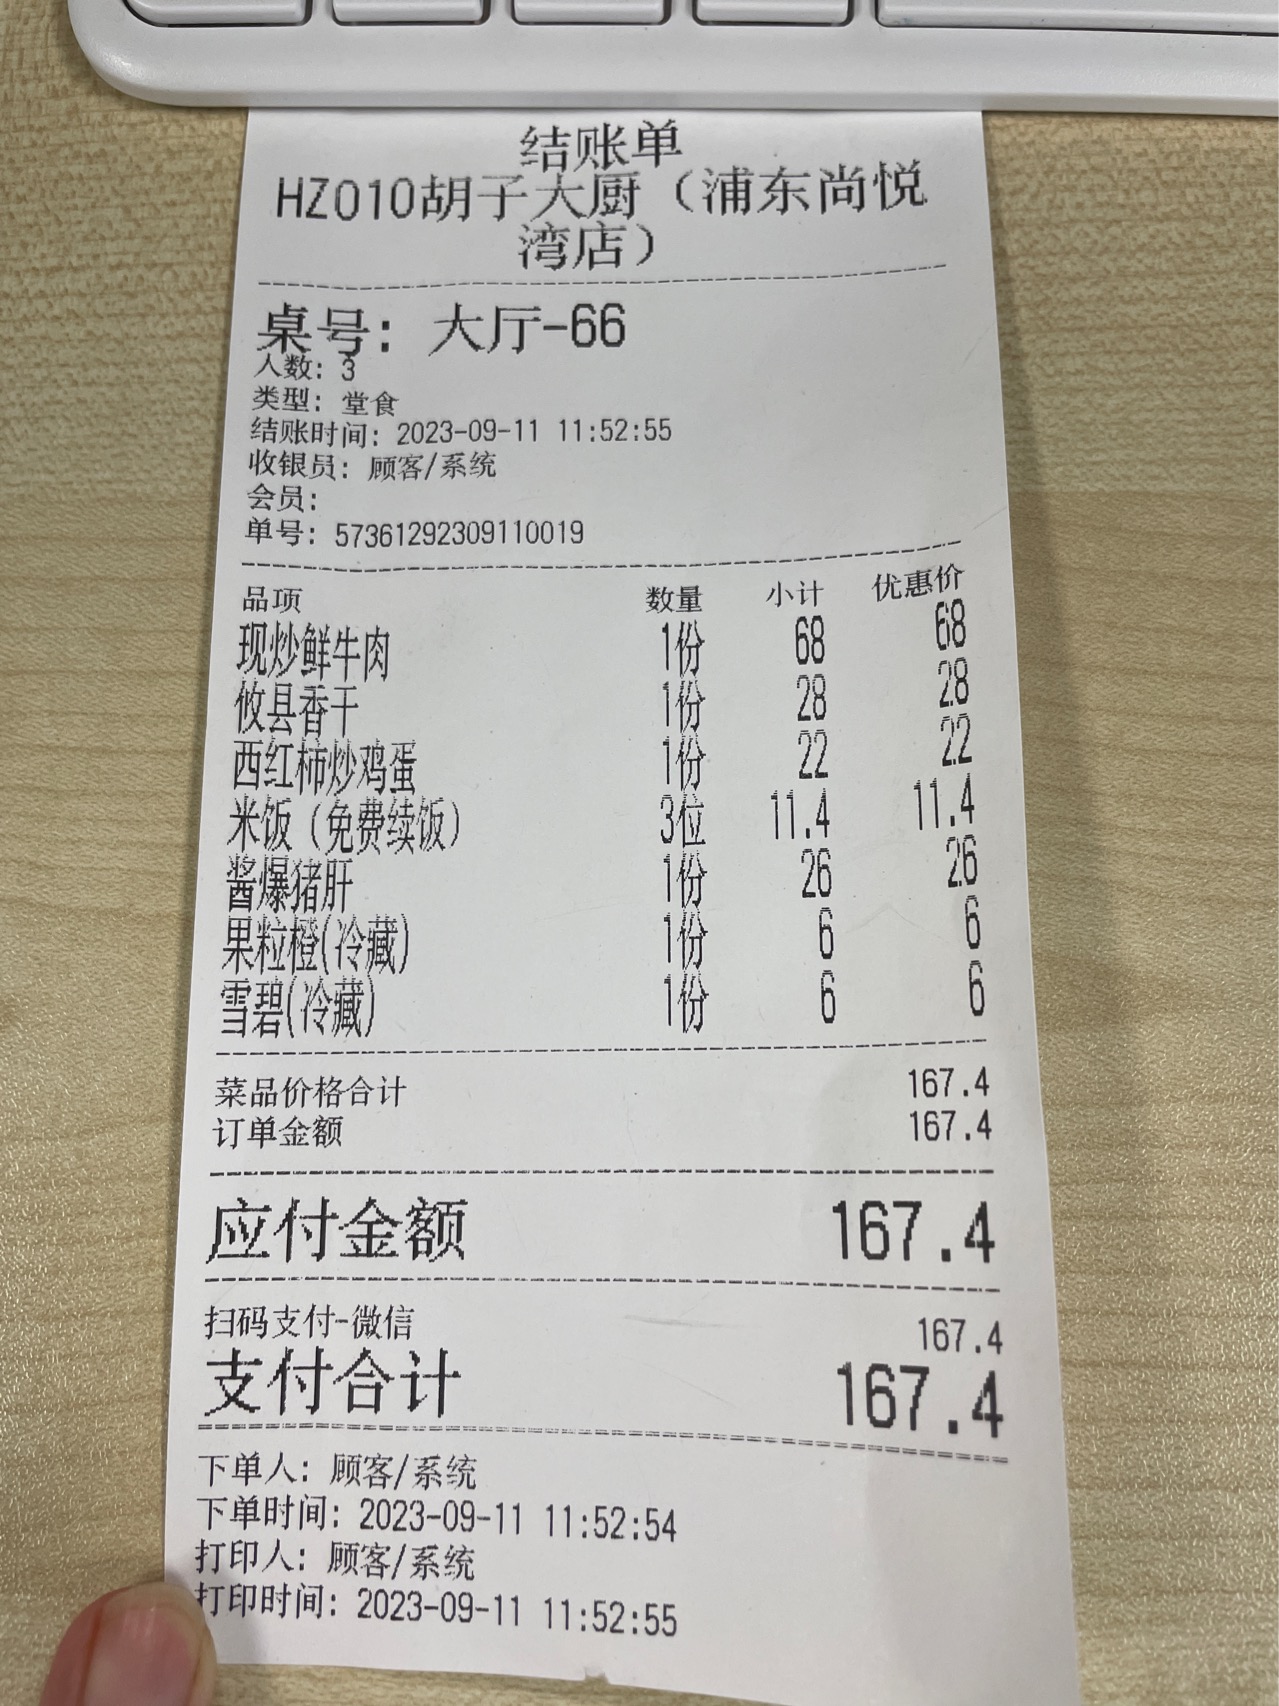 结账单
HZ010胡子大厨（浦东尚悦
湾店）
桌号：大厅-66
人数：3
类型：堂食
结账时间：2023-09-11 11:52:55
收银员：顾客/系统
会员：
单号：57361292309110019
品项 数量 小计 优惠价
现炒鲜牛肉 1份 68 68
攸县香干 1份 28 28
西红柿炒鸡蛋 1份 22 22
米饭（免费续饭） 3位 11.4 11.4
酱爆猪肝 1份 26 26
果粒橙(冷藏) 1份 6 6
雪碧(冷藏) 1份 6 6
菜品价格合计 167.4
订单金额 167.4
应付金额 167.4
扫码支付-微信 167.4
支付合计 167.4
下单人：顾客/系统
下单时间：2023-09-11 11:52:54
打印人：顾客/系统
打印时间：2023-09-11 11:52:55